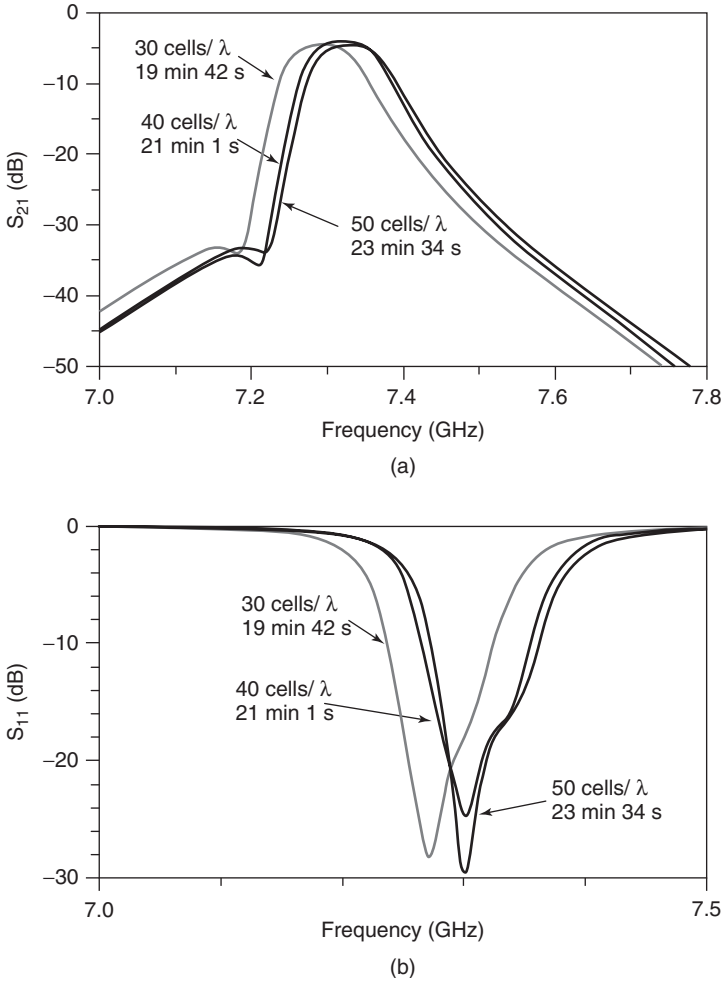 0
–10
–20
–30
–40
–50
S21 (dB)
30 cells/ λ
19 min 42 s
40 cells/ λ
21 min 1 s
50 cells/ λ
23 min 34 s
7.0
7.2
7.4
7.6
7.8
Frequency (GHz)
(a)
0
–10
–20
–30
S11 (dB)
30 cells/ λ
19 min 42 s
40 cells/ λ
21 min 1 s
50 cells/ λ
23 min 34 s
7.0
7.5
Frequency (GHz)
(b)